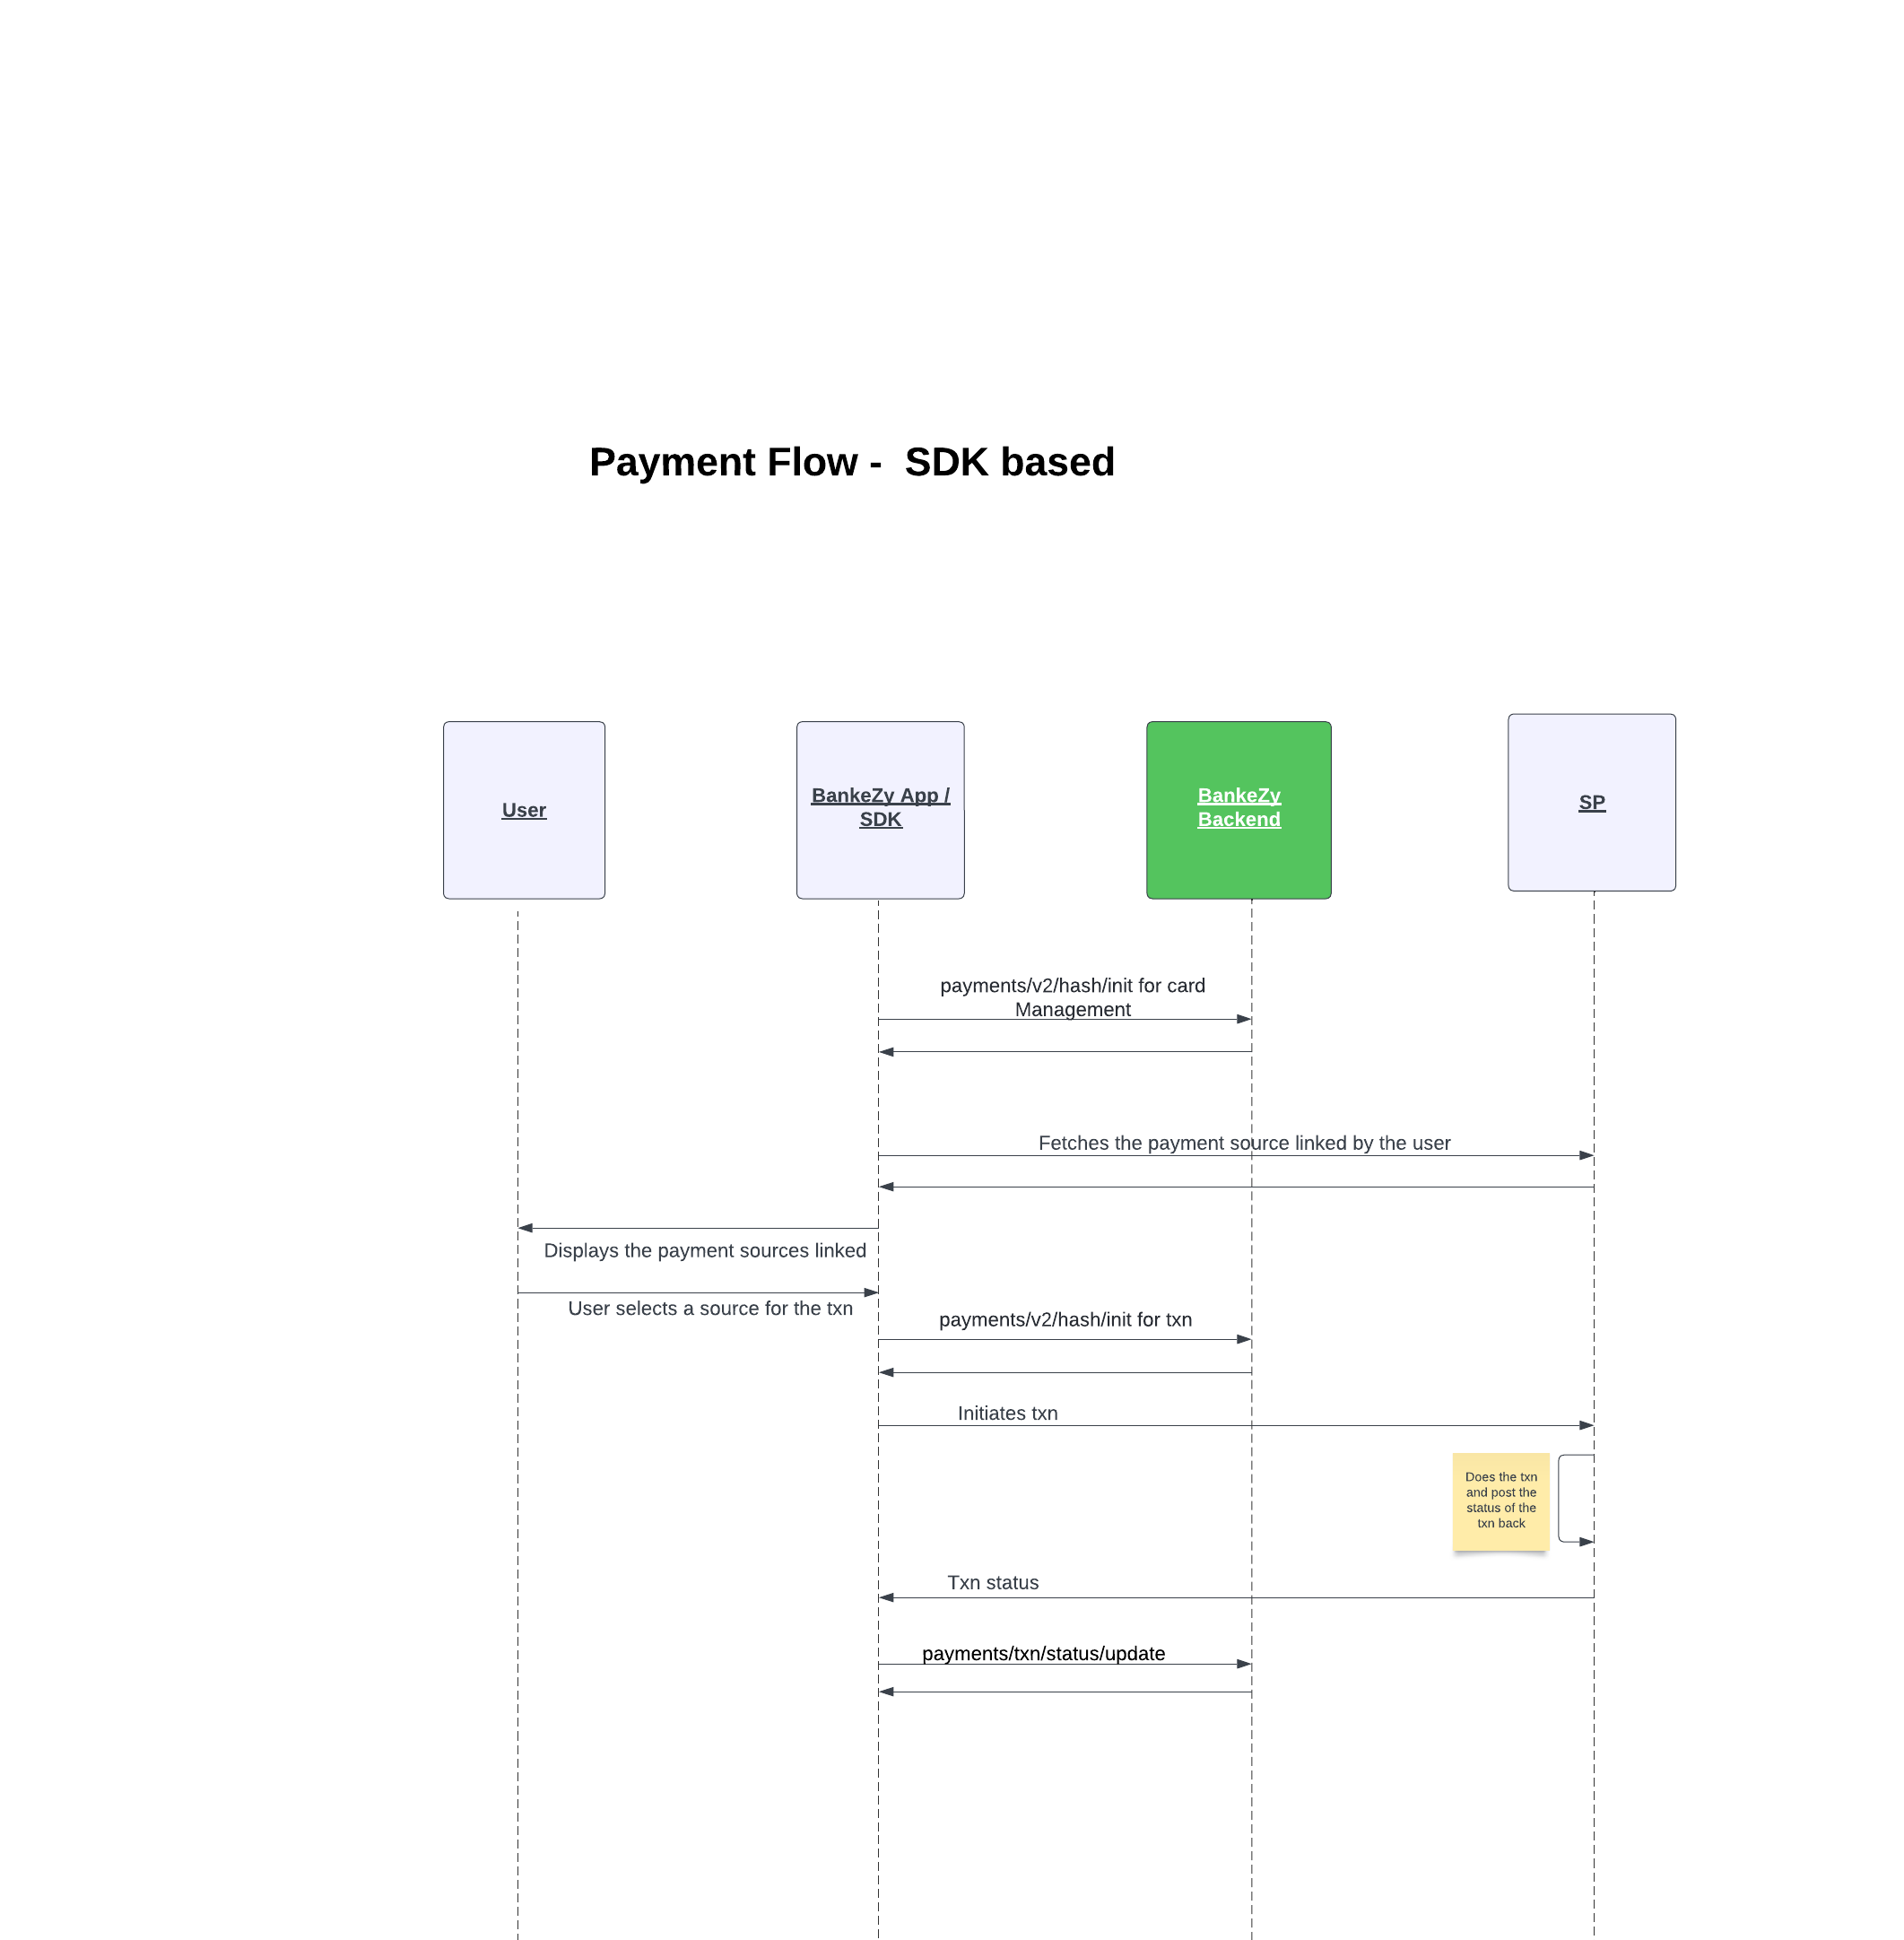 Payment Flow -  SDK based
User
BankeZy App /
SDK
BankeZy
Backend
SP
payments/v2/hash/init for card
Management
Fetches the payment source linked by the user
Displays the payment sources linked
User selects a source for the txn
payments/v2/hash/init for txn
Initiates txn
Does the txn
and post the
status of the
txn back
Txn status
payments/txn/status/update